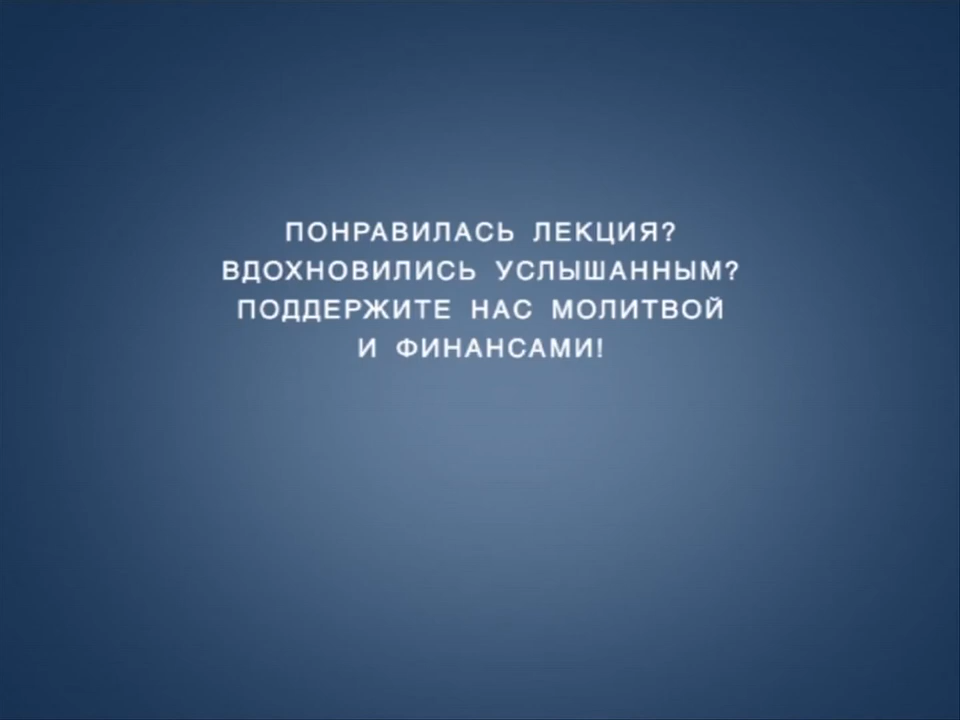 ПОНРАВИЛАСЬ ЛЕКЦИЯ?
ВДОХНОВИЛИСЬ УСЛЫШАННЫМ?
ПОДДЕРЖИТЕ НАС МОЛИТВОЙ
И ФИНАНСАМИ!